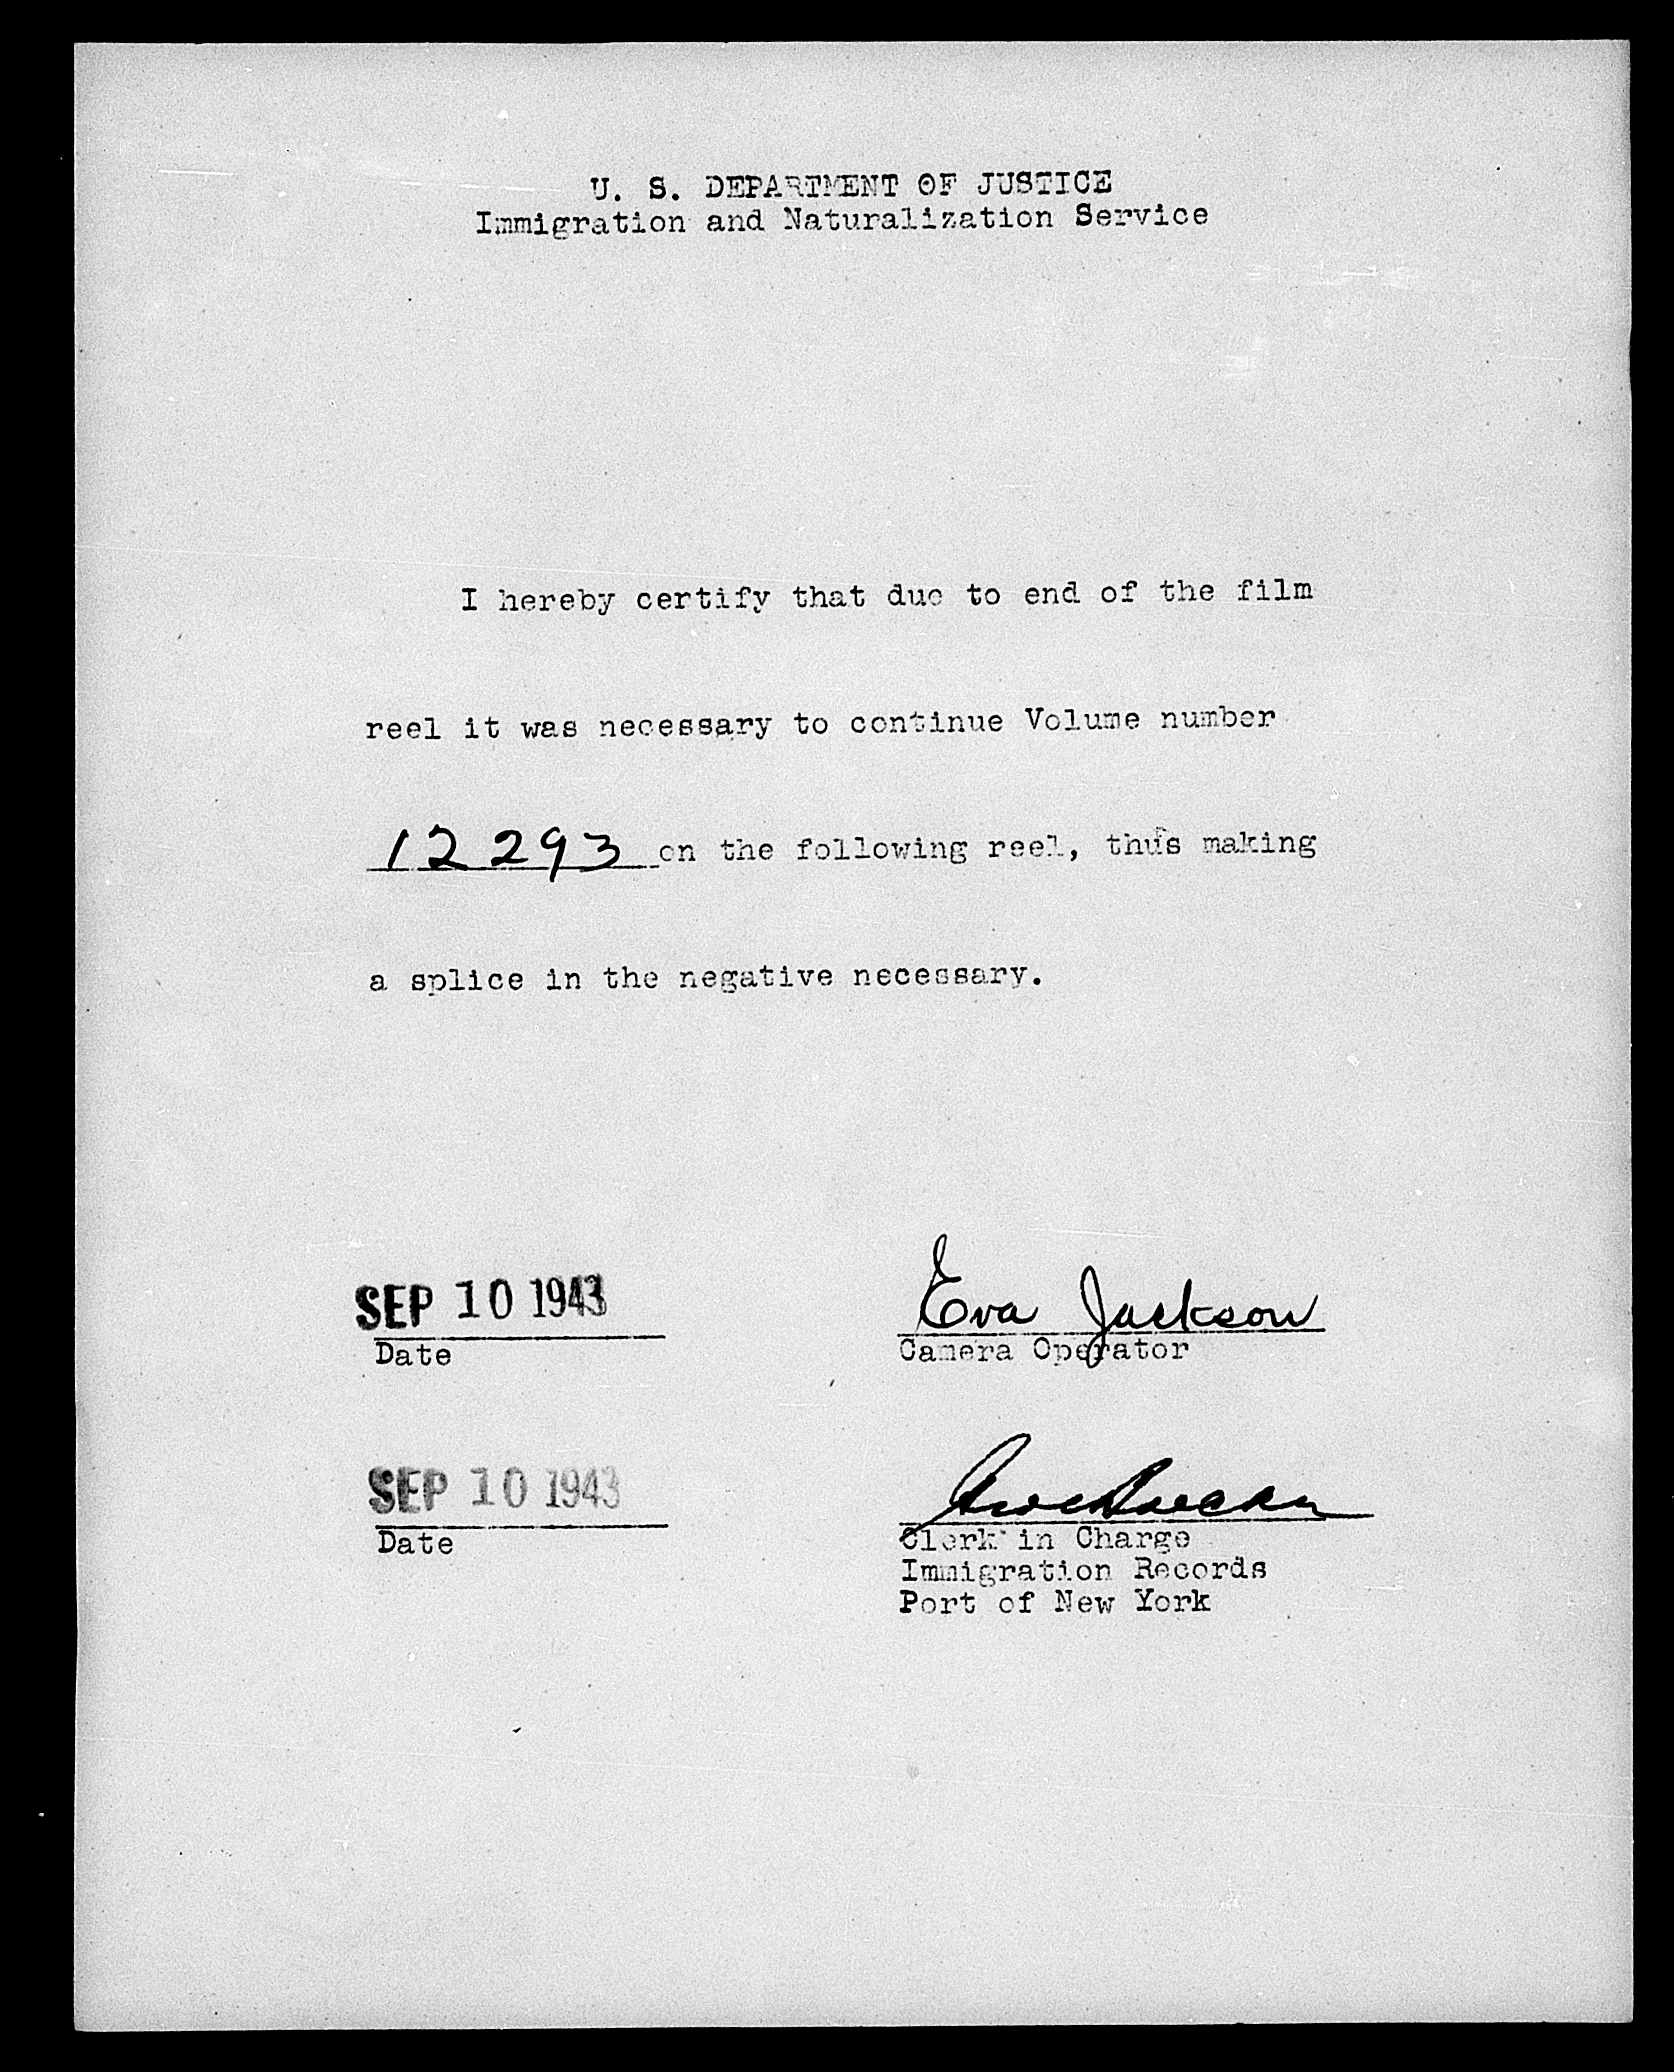 U. S. DEPARTMENT OF JUSTICE
Immigration and Naturalization Service
I hereby certify that due to end of the film
reel it was necessary to continue Volume number
12293 on the following reel, thus making
a splice in the negative necessary.
SEP 10 1943
Date
Eva Jackson
Camera Operator
SEP 10 1943
Date
Clerk in Charge
Immigration Records
Port of New York